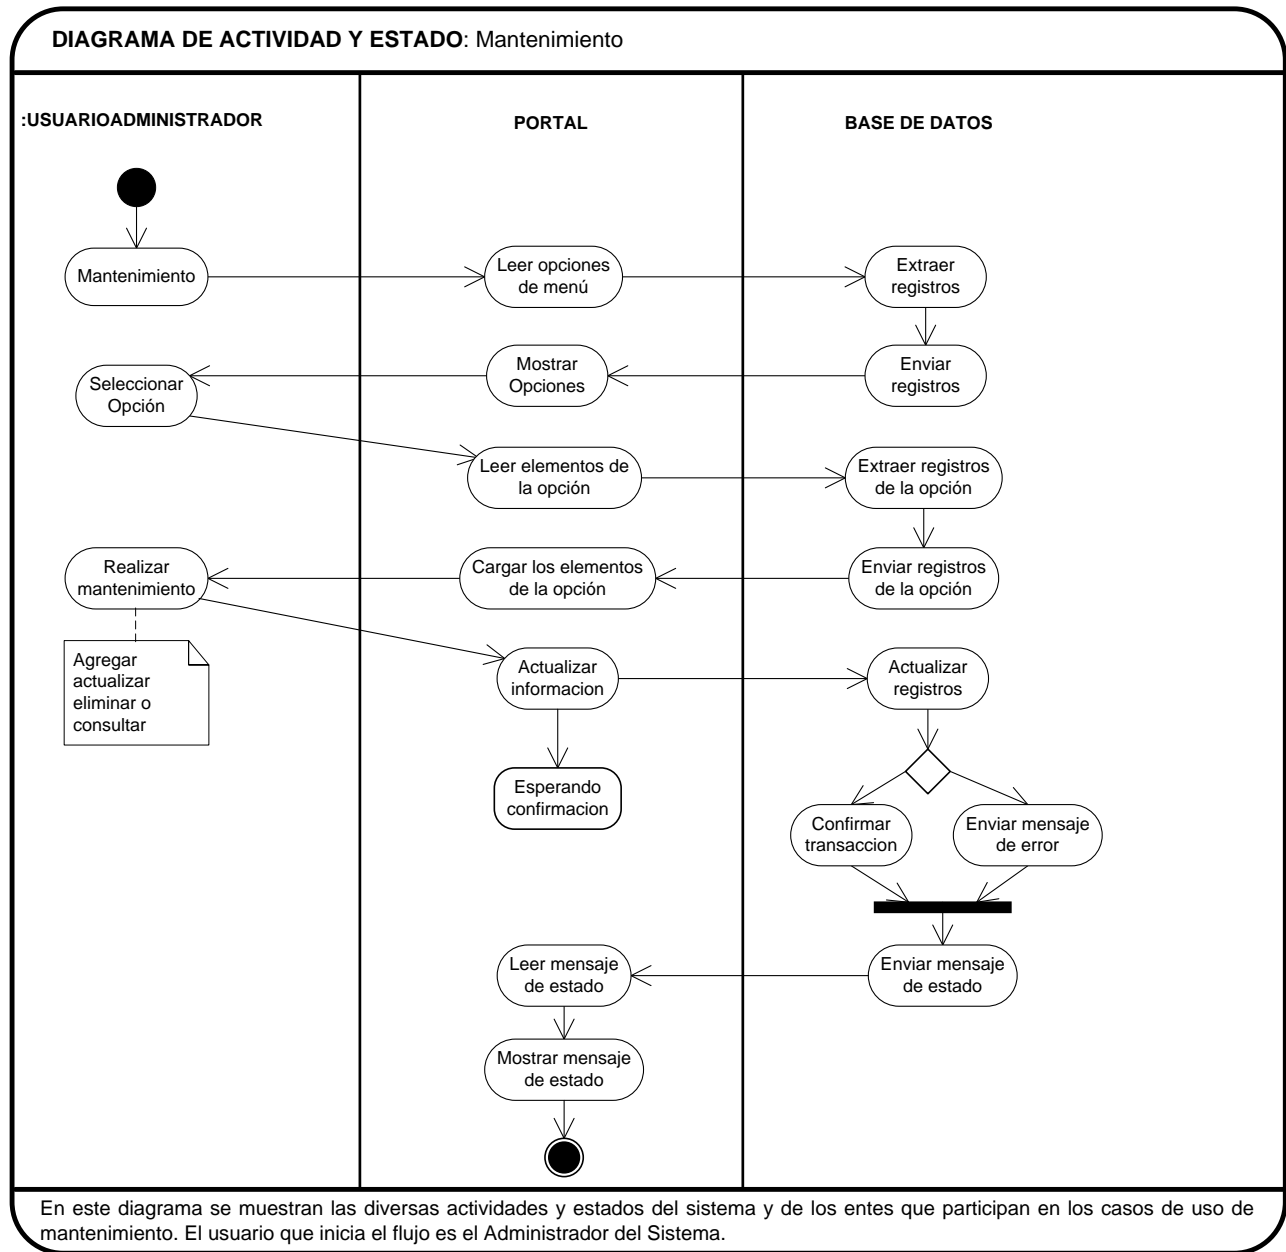 DIAGRAMA DE ACTIVIDAD Y ESTADO: Mantenimiento
:USUARIOADMINISTRADOR
PORTAL
BASE DE DATOS
Mantenimiento
Leer opciones
de menú
Extraer
registros
Seleccionar
Opción
Mostrar
Opciones
Enviar
registros
Leer elementos de
la opción
Extraer registros
de la opción
Realizar
mantenimiento
Cargar los elementos
de la opción
Enviar registros
de la opción
Agregar
actualizar
eliminar o
consultar
Actualizar
informacion
Actualizar
registros
Esperando
confirmacion
Confirmar
transaccion
Enviar mensaje
de error
Leer mensaje
de estado
Enviar mensaje
de estado
Mostrar mensaje
de estado
En este diagrama se muestran las diversas actividades y estados del sistema y de los entes que participan en los casos de uso de
mantenimiento. El usuario que inicia el flujo es el Administrador del Sistema.